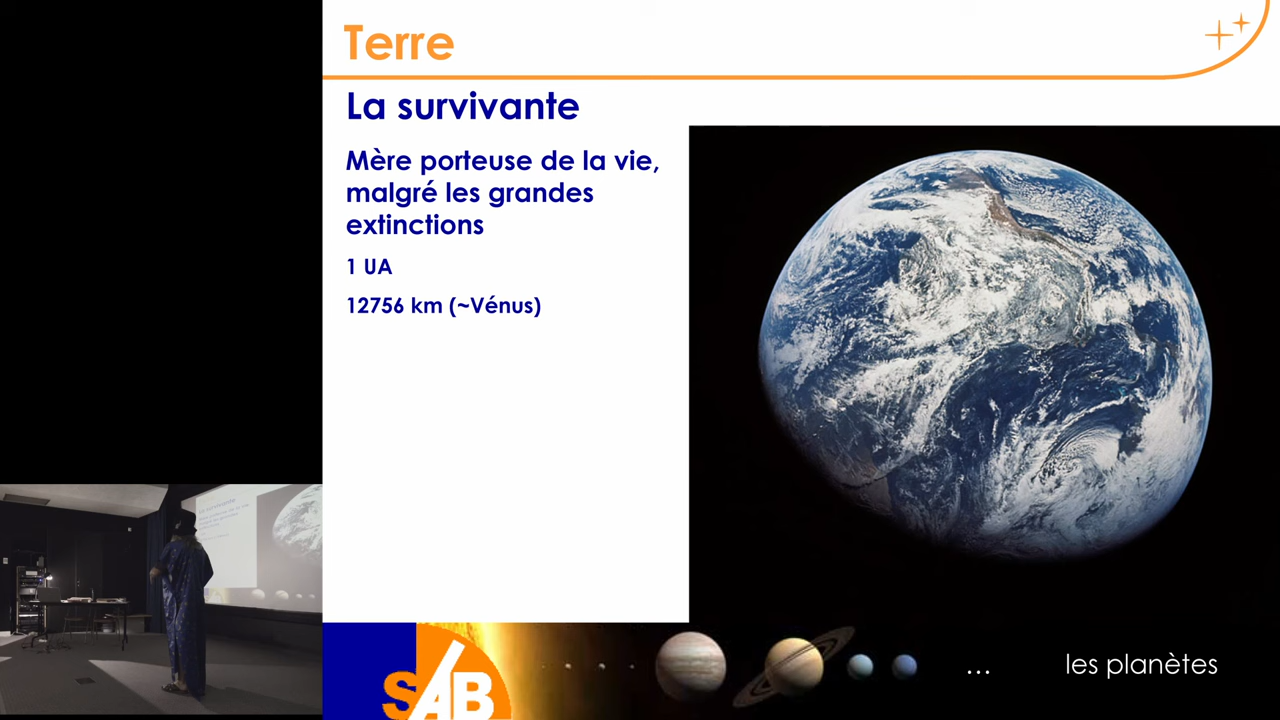 Terre
La survivante
Mère porteuse de la vie,
malgré les grandes
extinctions
1 UA
12756 km (~Vénus)
SAB
...
les planètes